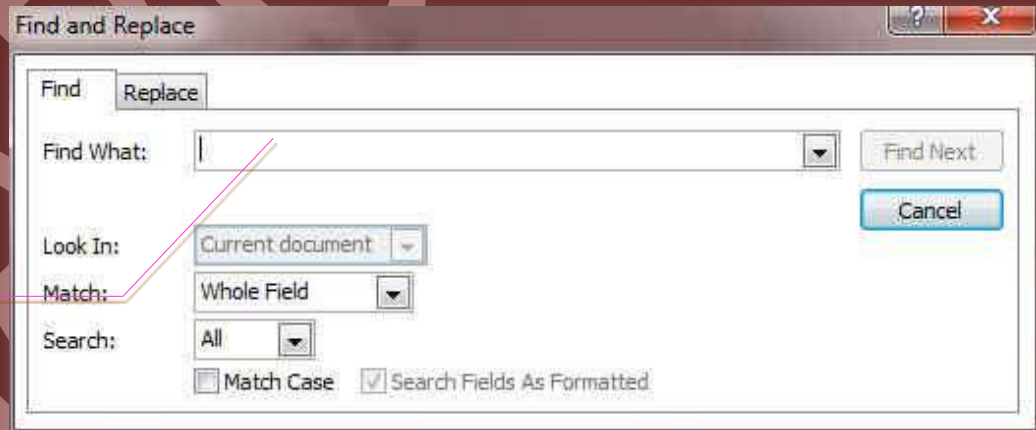 Find and Replace
Find Replace
Find What: Find Next
Cancel
Look In: Current document
Match: Whole Field
Search: All
Match Case Search Fields As Formatted